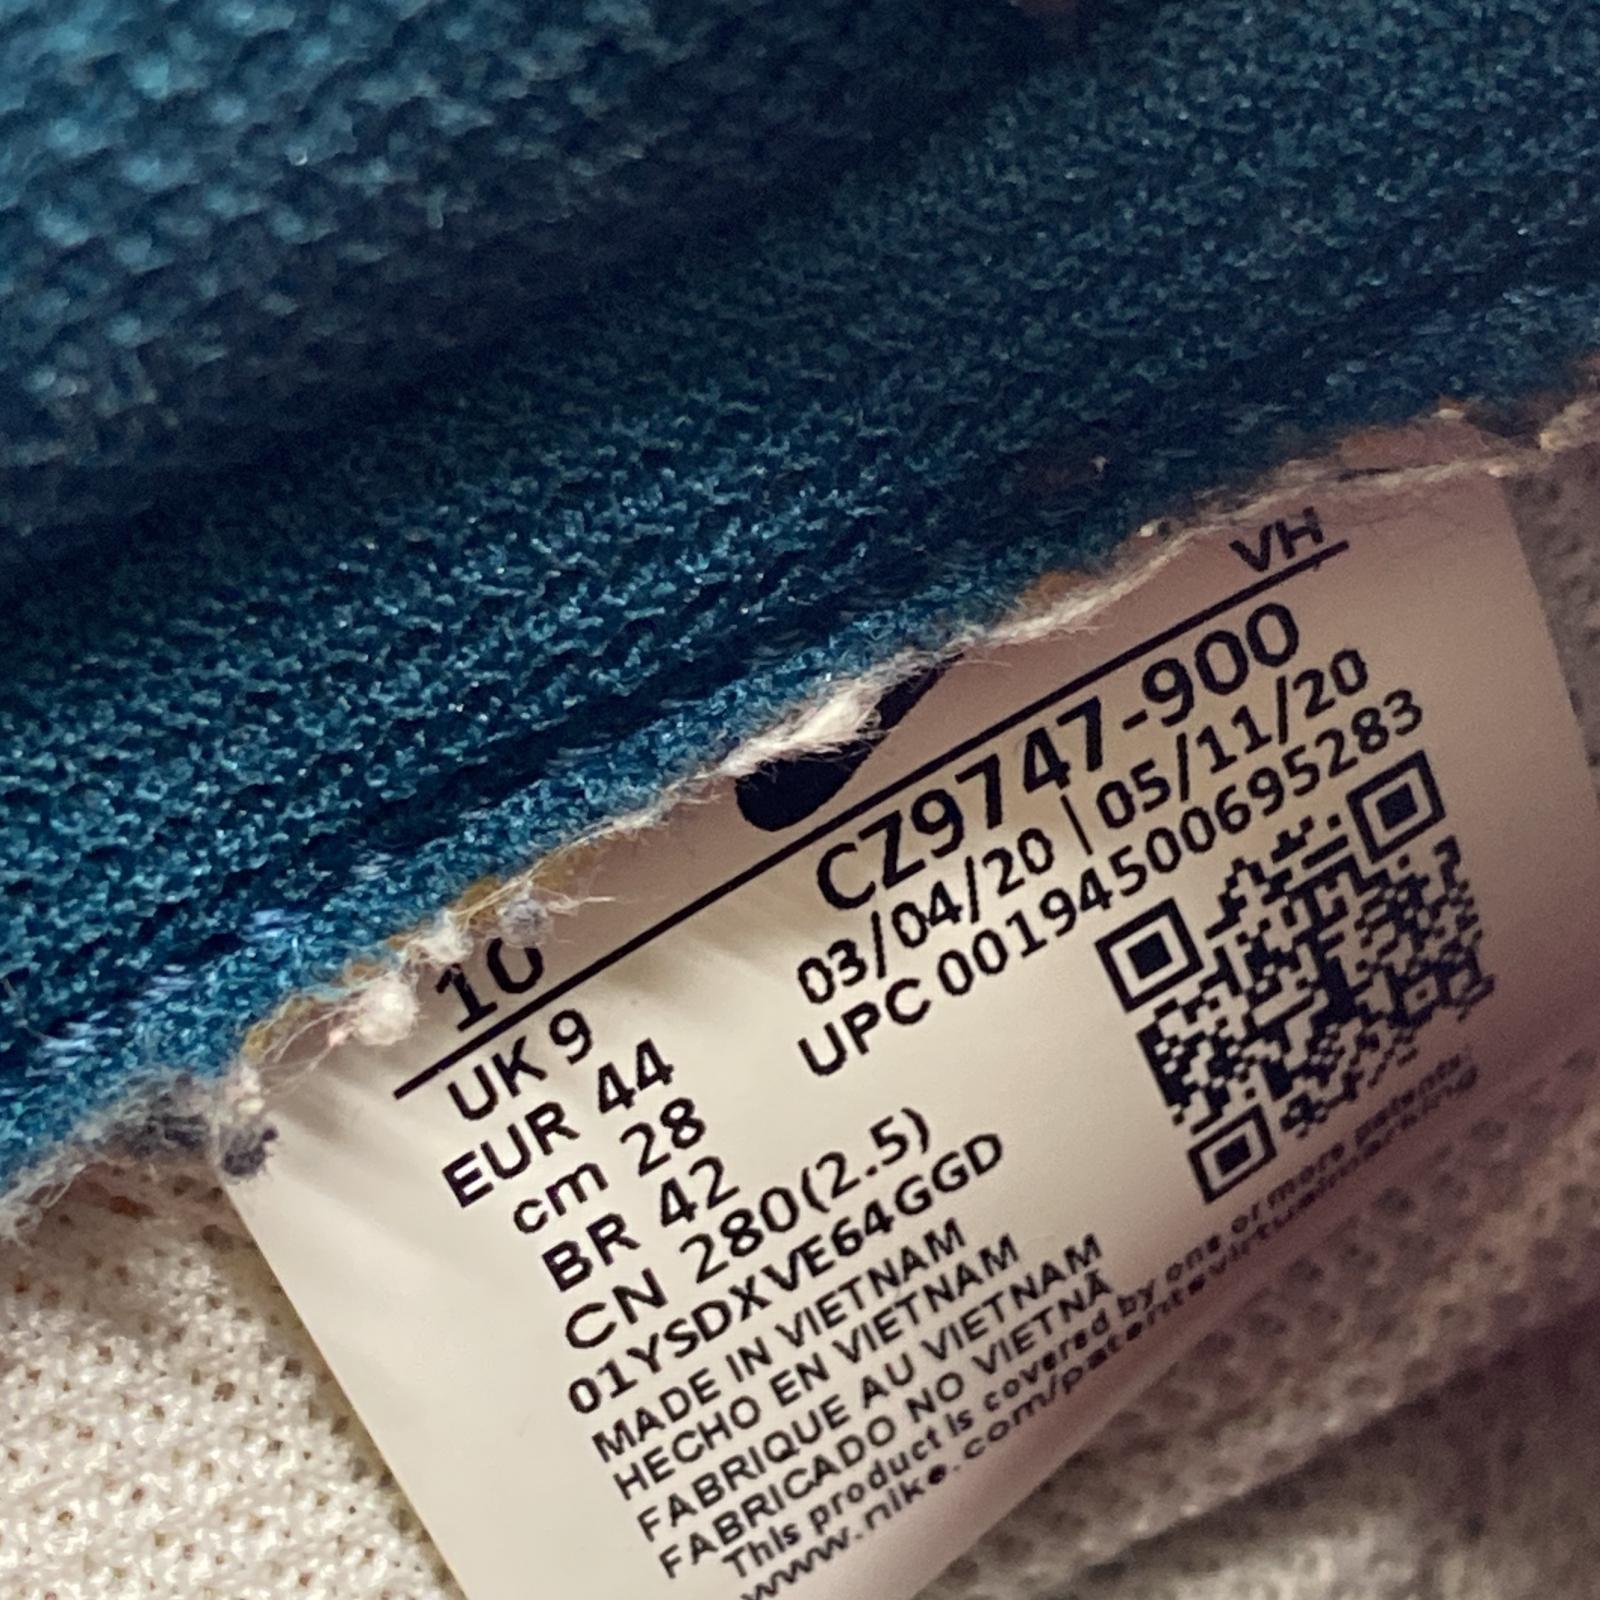 VH
10
CZ9747-900
UK 9
03/04/20 | 05/11/20
EUR 44
UPC 00194500695283
cm 28
BR 42
CN 280(2.5)
01YSDXVE64GGD
MADE IN VIETNAM
HECHO EN VIETNAM
FABRIQUE AU VIETNAM
FABRICADO NO VIETNÃ
This product is covered by one or more patents
www.nike.com/patentsvirtualmarking